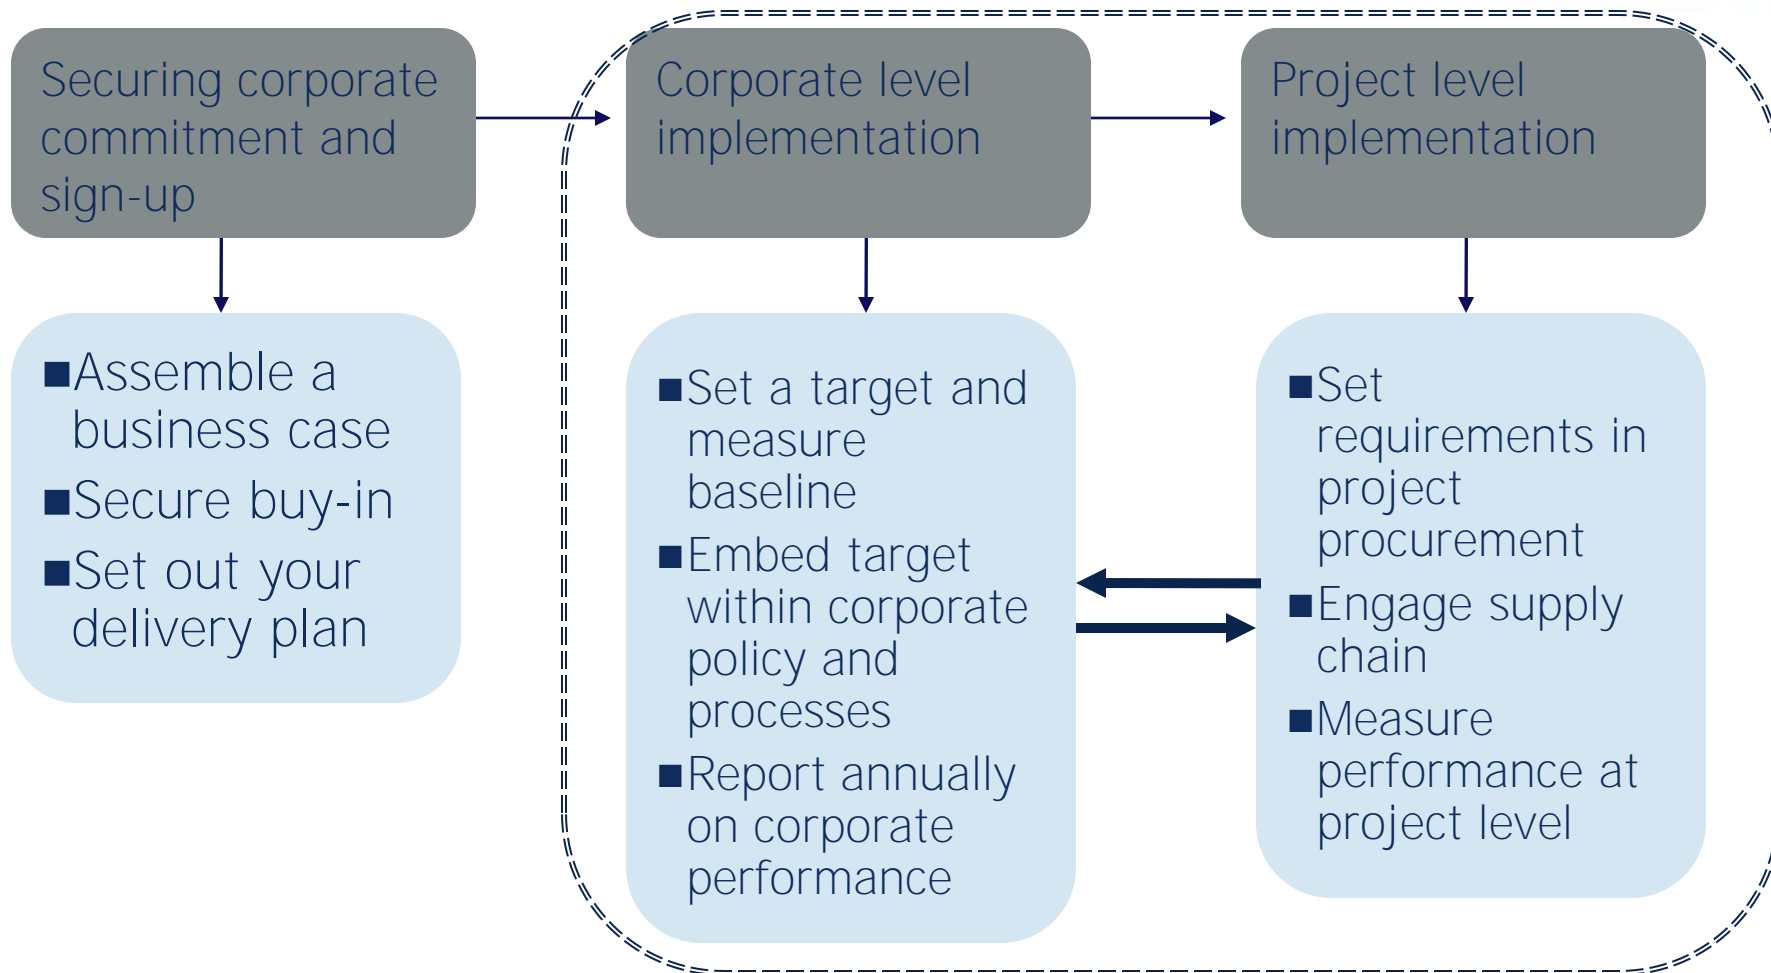 Securing corporate
commitment and
sign-up
Corporate level
implementation
Project level
implementation
■Assemble a
business case
■Secure buy-in
■Set out your
delivery plan
■Set a target and
measure
baseline
■Embed target
within corporate
policy and
processes
■Report annually
on corporate
performance
■Set
requirements in
project
procurement
■Engage supply
chain
■Measure
performance at
project level